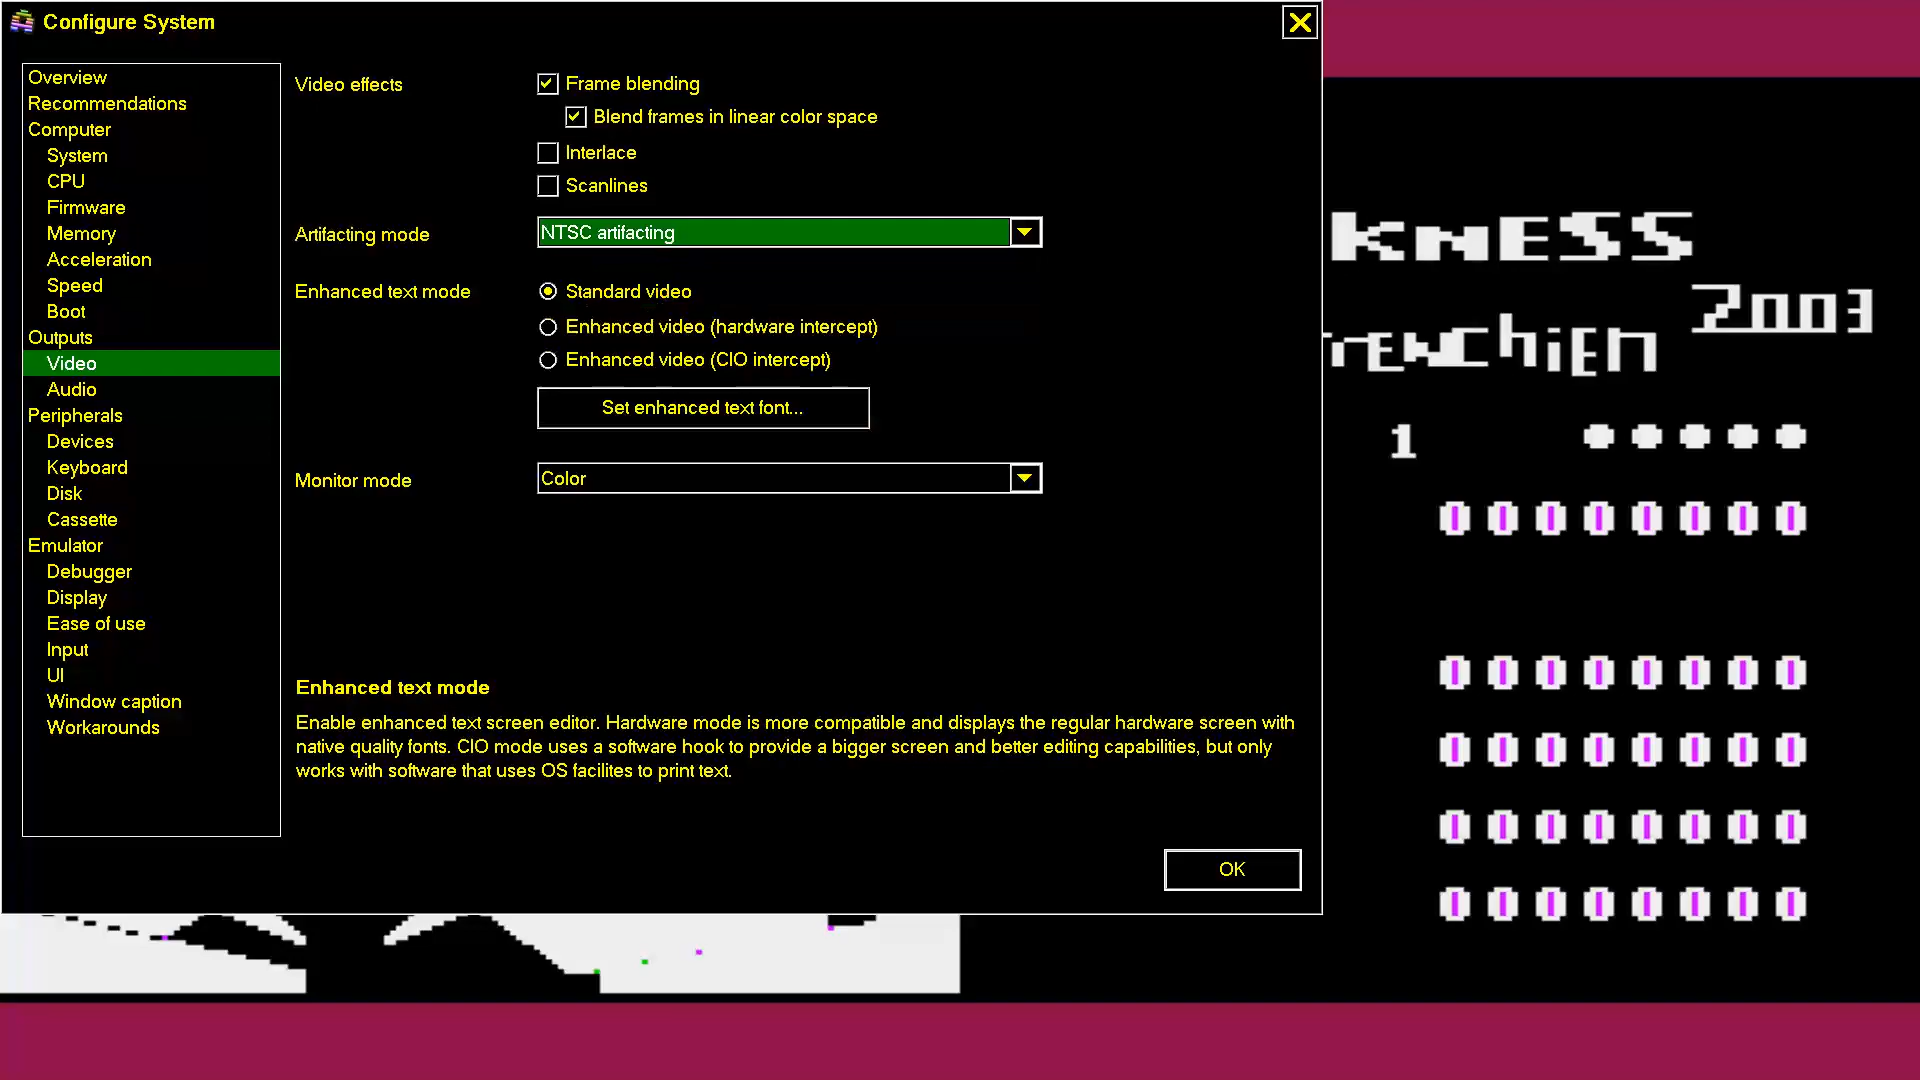 Configure System
Overview
Recommendations
Computer
System
CPU
Firmware
Memory
Acceleration
Speed
Boot
Outputs
Video
Audio
Peripherals
Devices
Keyboard
Disk
Cassette
Emulator
Debugger
Display
Ease of use
Input
UI
Window caption
Workarounds
Video effects
Frame blending
Blend frames in linear color space
Interlace
Scanlines
Artifacting mode
NTSC artifacting
Enhanced text mode
Standard video
Enhanced video (hardware intercept)
Enhanced video (CIO intercept)
Set enhanced text font...
Monitor mode
Color
Enhanced text mode
Enable enhanced text screen editor. Hardware mode is more compatible and displays the regular hardware screen with
native quality fonts. CIO mode uses a software hook to provide a bigger screen and better editing capabilities, but only
works with software that uses OS facilites to print text.
OK
KNESS
2003
1